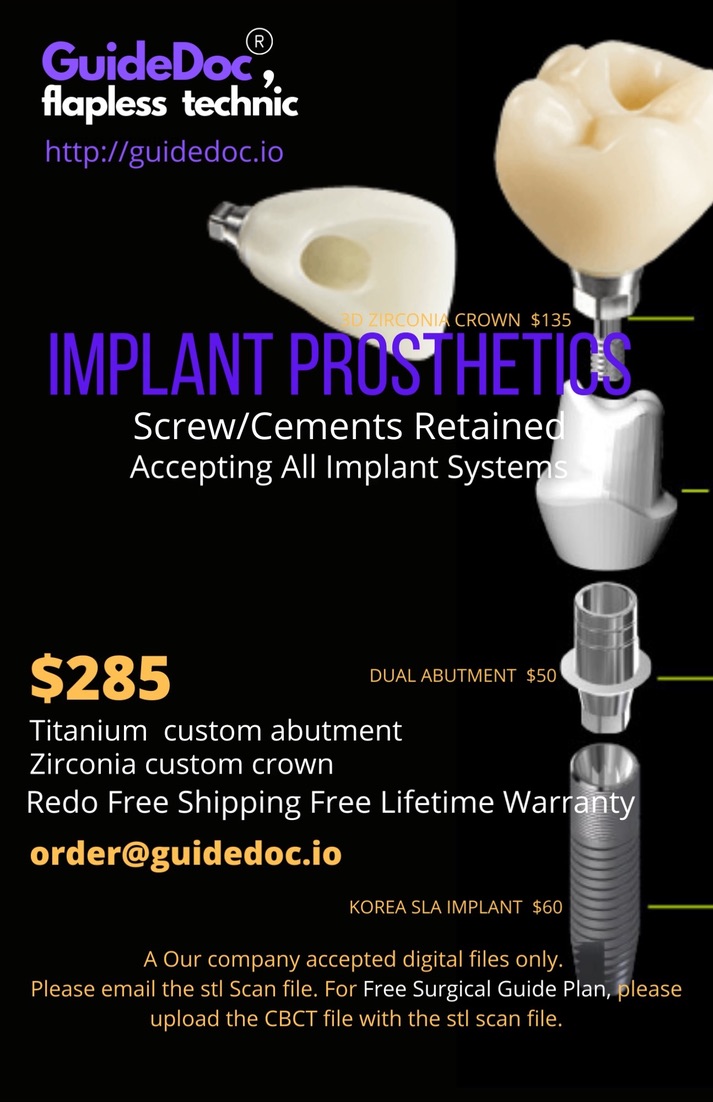 GuideDoc®,
flapless technic
http://guidedoc.io
3D ZIRCONIA CROWN $135
IMPLANT PROSTHETICS
Screw/Cements Retained
Accepting All Implant Systems
$285
DUAL ABUTMENT $50
Titanium custom abutment
Zirconia custom crown
Redo Free Shipping Free Lifetime Warranty
order@guidedoc.io
KOREA SLA IMPLANT $60
A Our company accepted digital files only.
Please email the stl Scan file. For Free Surgical Guide Plan, please
upload the CBCT file with the stl scan file.